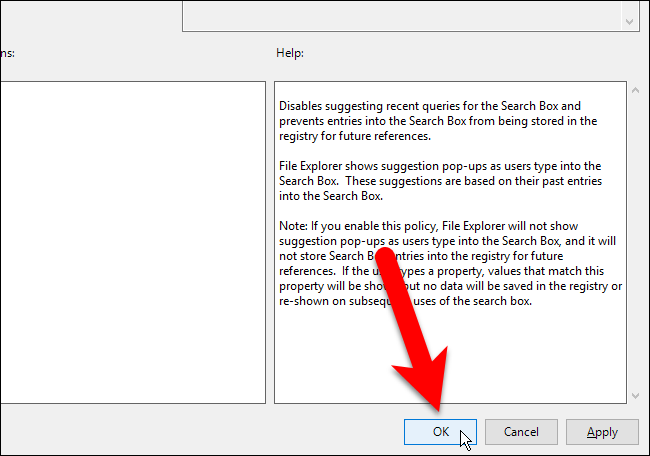 ns:
Help:
Disables suggesting recent queries for the Search Box and
prevents entries into the Search Box from being stored in the
registry for future references.
File Explorer shows suggestion pop-ups as users type into the
Search Box.  These suggestions are based on their past entries
into the Search Box.
Note: If you enable this policy, File Explorer will not show
suggestion pop-ups as users type into the Search Box, and it will
not store Search B entries into the registry for future
references.  If the u types a property, values that match this
property will be sho but no data will be saved in the registry or
re-shown on subseq uses of the search box.
OK
Cancel
Apply